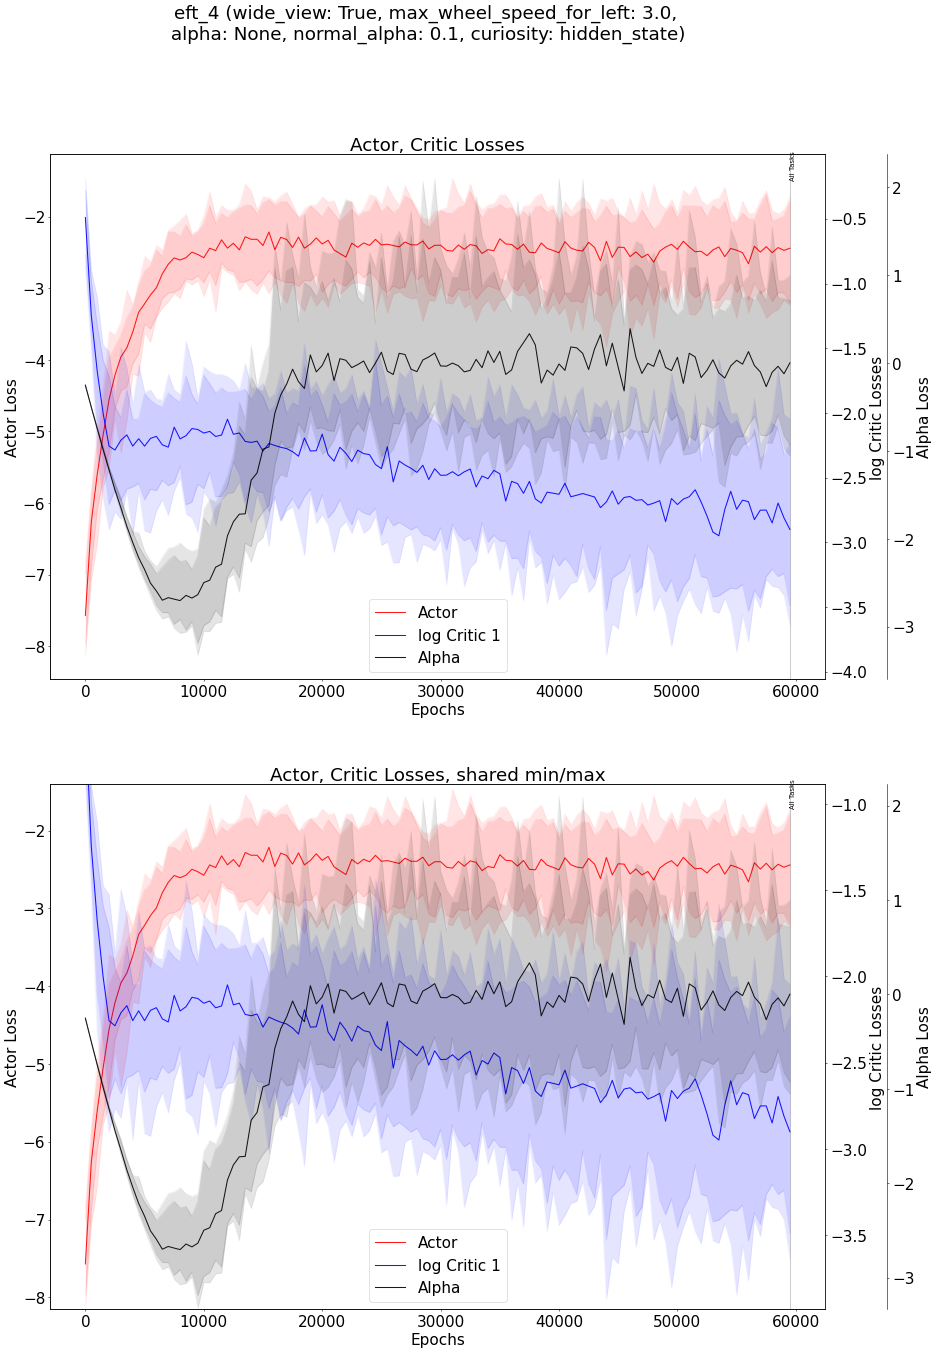 eft_4 (wide_view: True, max_wheel_speed_for_left: 3.0,
alpha: None, normal_alpha: 0.1, curiosity: hidden_state)
Actor, Critic Losses
All Tasks
−2
−3
−4
−5
−6
−7
−8
Actor Loss
−0.5
−1.0
−1.5
−2.0
−2.5
−3.0
−3.5
−4.0
log Critic Losses
2
1
0
−1
−2
−3
Alpha Loss
Actor
log Critic 1
Alpha
0
10000
20000
30000
40000
50000
60000
Epochs
Actor, Critic Losses, shared min/max
All Tasks
−2
−3
−4
−5
−6
−7
−8
Actor Loss
−1.0
−1.5
−2.0
−2.5
−3.0
−3.5
log Critic Losses
2
1
0
−1
−2
−3
Alpha Loss
Actor
log Critic 1
Alpha
0
10000
20000
30000
40000
50000
60000
Epochs